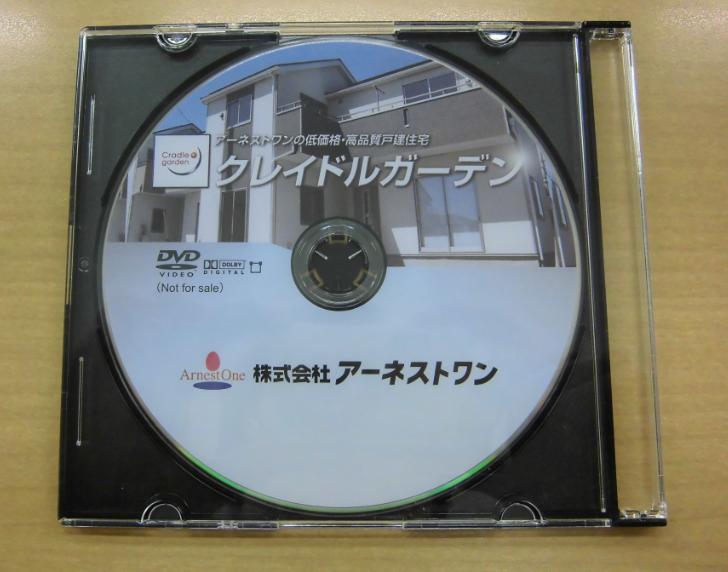 アーネストワンの低価格・高品質戸建住宅
Cradle garden
クレイドルガーデン
DVD VIDEO
DOLBY DIGITAL
(Not for sale)
ArnestOne 株式会社 アーネストワン